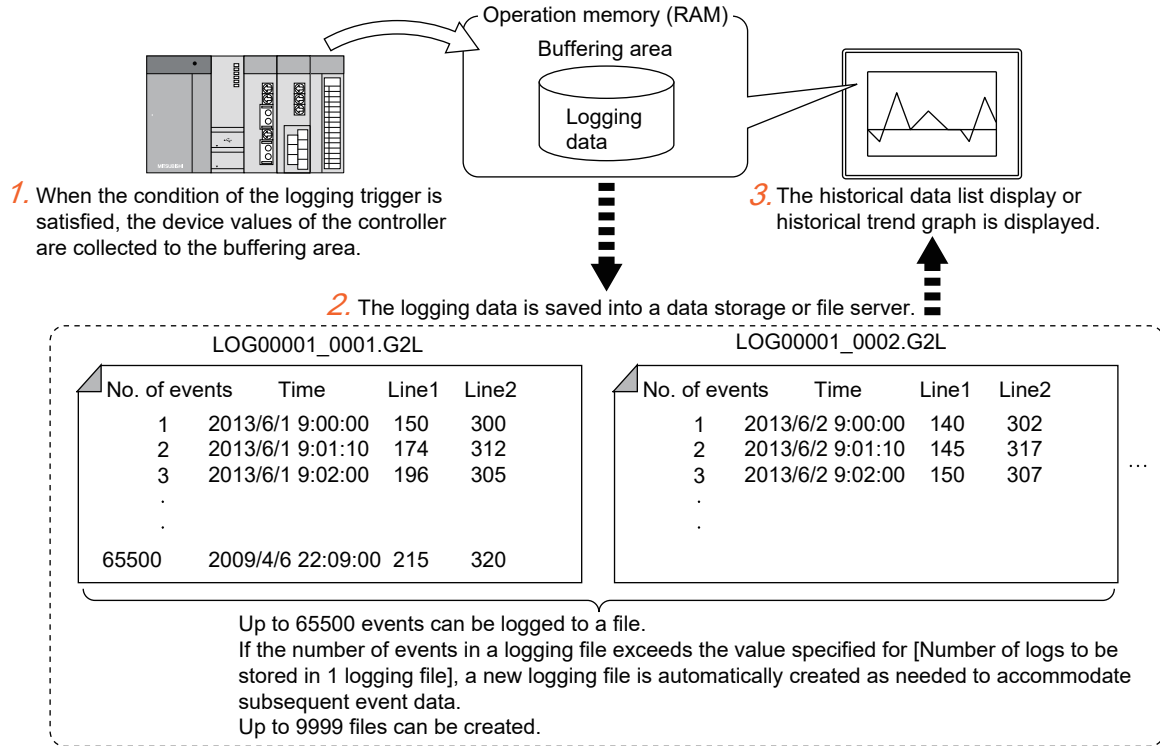 Operation memory (RAM)
Buffering area
Logging
data
MITSUBISHI
1. When the condition of the logging trigger is
satisfied, the device values of the controller
are collected to the buffering area.
3. The historical data list display or
historical trend graph is displayed.
2. The logging data is saved into a data storage or file server.
LOG00001_0001.G2L
No. of events Time Line1 Line2
1 2013/6/1 9:00:00 150 300
2 2013/6/1 9:01:10 174 312
3 2013/6/1 9:02:00 196 305
.
.
65500 2009/4/6 22:09:00 215 320
LOG00001_0002.G2L
No. of events Time Line1 Line2
1 2013/6/2 9:00:00 140 302
2 2013/6/2 9:01:10 145 317
3 2013/6/2 9:02:00 150 307
.
.
...
Up to 65500 events can be logged to a file.
If the number of events in a logging file exceeds the value specified for [Number of logs to be
stored in 1 logging file], a new logging file is automatically created as needed to accommodate
subsequent event data.
Up to 9999 files can be created.